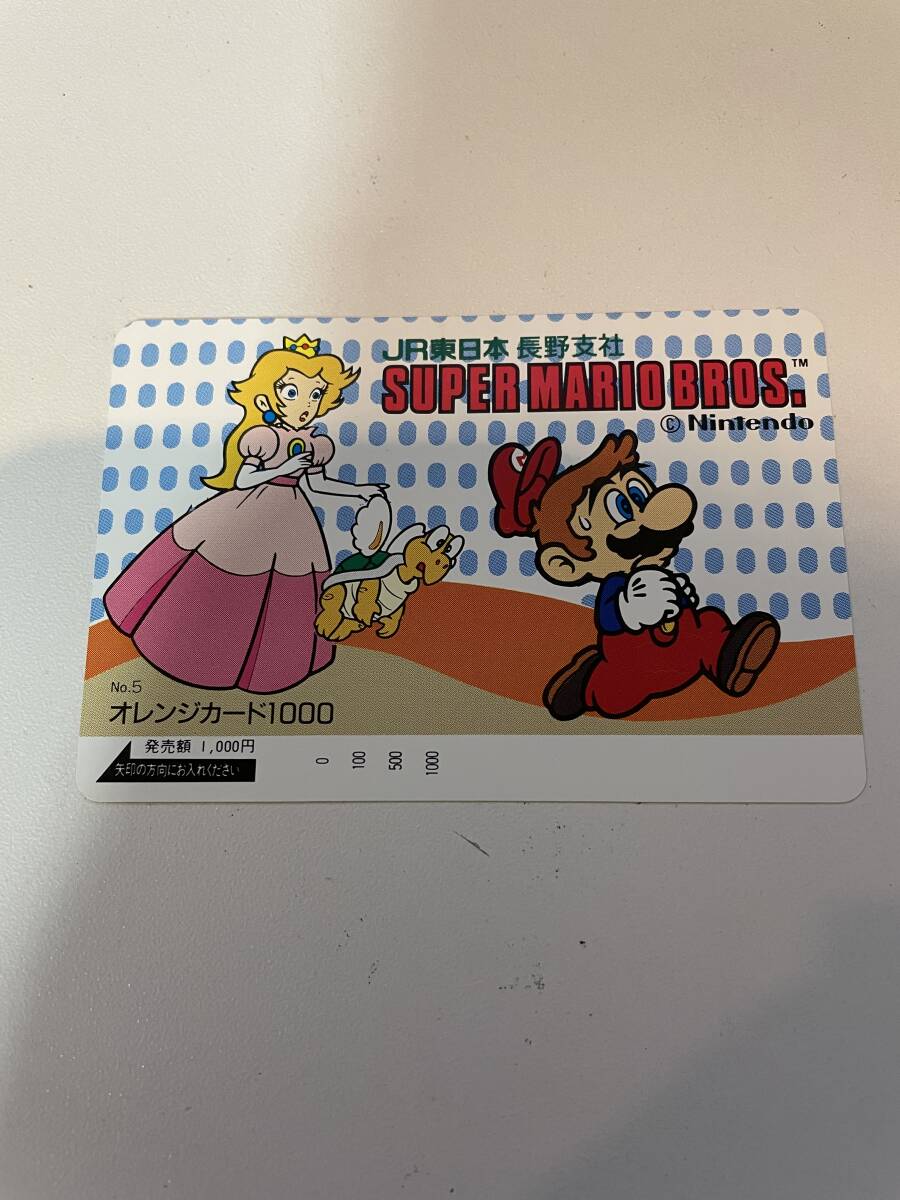 JR東日本 長野支社
SUPER MARIO BROS.™
© Nintendo
M
No.5
オレンジカード1000
発売額 1,000円
矢印の方向にお入れください
0 100 500 1000